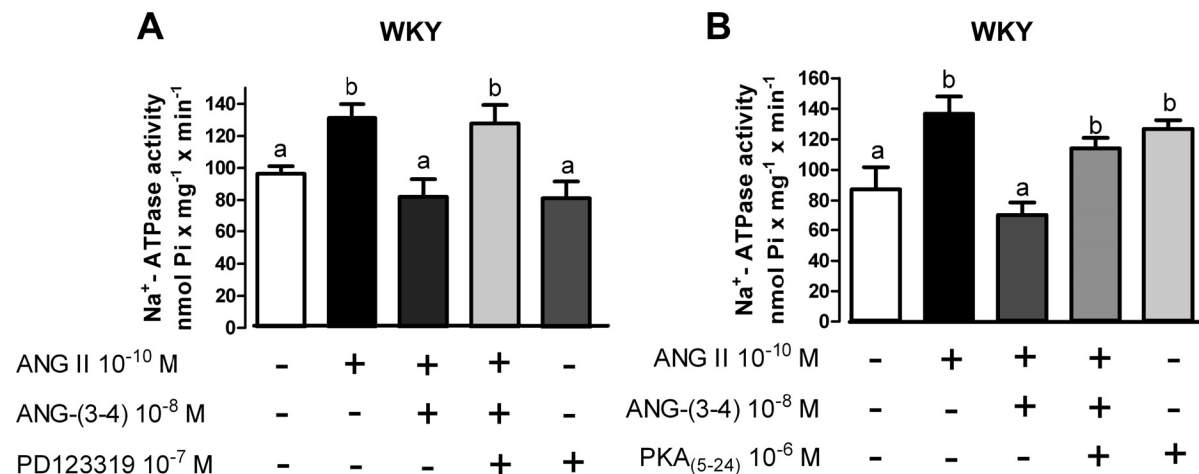 A
WKY
Na⁺- ATPase activity
nmol Pi x mg⁻¹ x min⁻¹
140
120
100
80
60
40
20
0
a
b
a
b
a
ANG II 10⁻¹⁰ M - + + + -
ANG-(3-4) 10⁻⁸ M - - + + -
PD123319 10⁻⁷ M - - - + +
B
WKY
Na⁺- ATPase activity
nmol Pi x mg⁻¹ x min⁻¹
160
140
120
100
80
60
40
20
0
a
b
a
b
b
ANG II 10⁻¹⁰ M - + + + -
ANG-(3-4) 10⁻⁸ M - - + + -
PKA₍₅₋₂₄₎ 10⁻⁶ M - - - + +